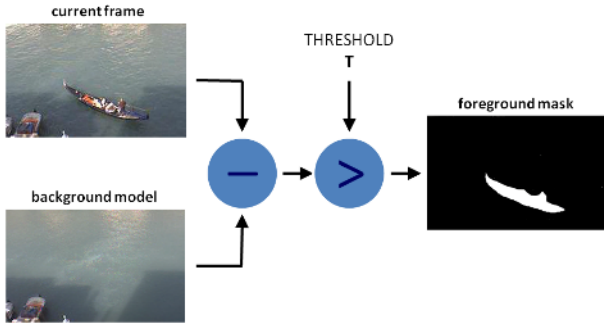 current frame
THRESHOLD
T
foreground mask
−
>
background model